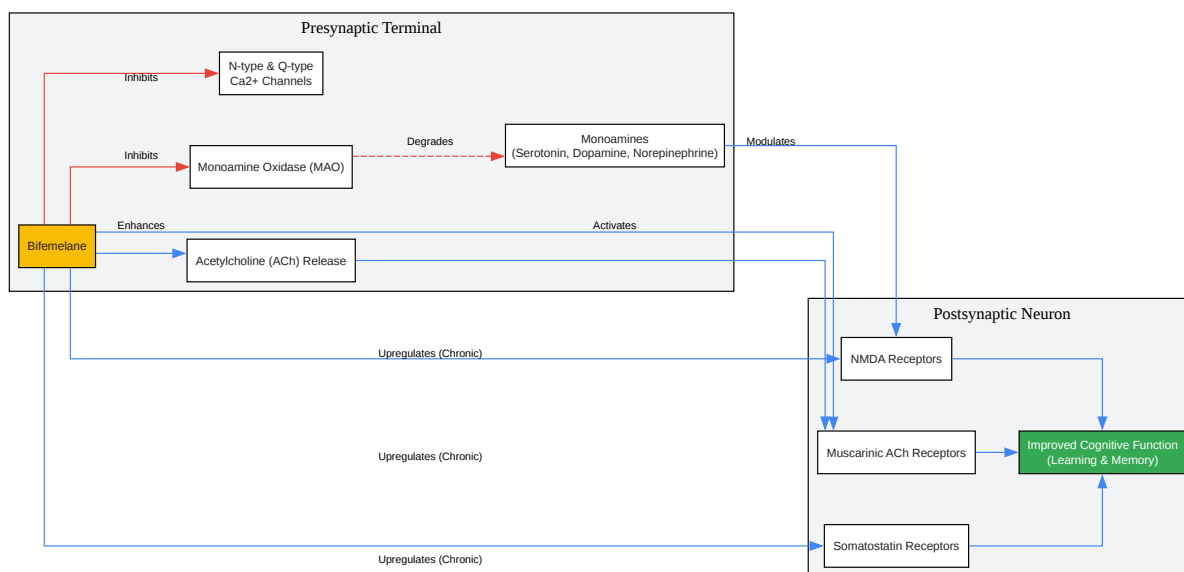 Presynaptic Terminal
N-type & Q-type
Ca2+ Channels
Inhibits
Degrades
Monoamines
(Serotonin, Dopamine, Norepinephrine)
Modulates
Inhibits
Monoamine Oxidase (MAO)
Enhances
Activates
Bifemelane
Acetylcholine (ACh) Release
Postsynaptic Neuron
Upregulates (Chronic)
NMDA Receptors
Upregulates (Chronic)
Muscarinic ACh Receptors
Improved Cognitive Function
(Learning & Memory)
Somatostatin Receptors
Upregulates (Chronic)